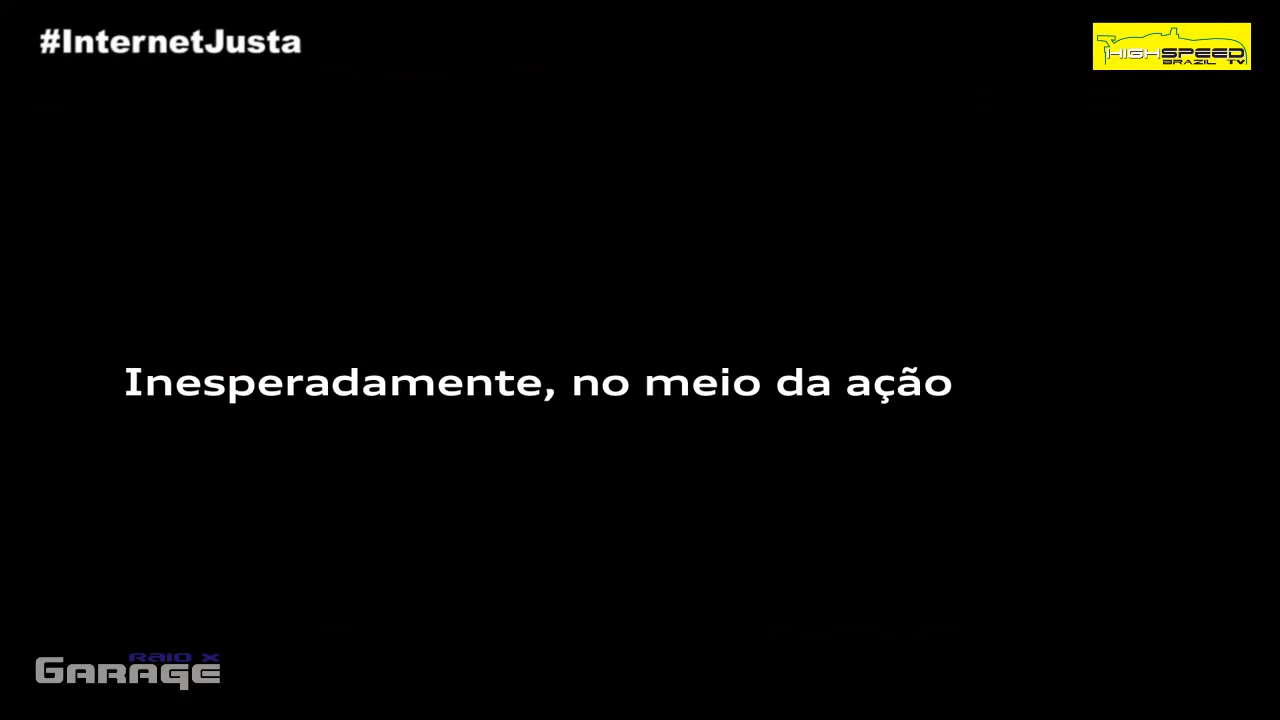 #InternetJusta
HIGHSPEED
BRAZIL TV
Inesperadamente, no meio da ação
RAIO X
GARAGE